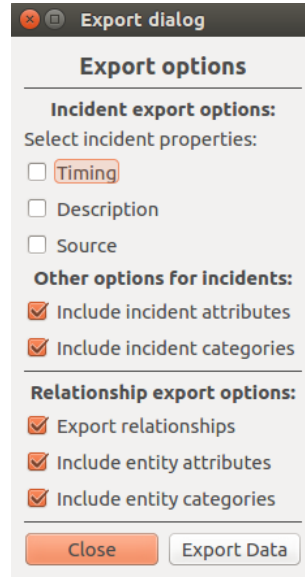 Export dialog
Export options
Incident export options:
Select incident properties:
Timing
Description
Source
Other options for incidents:
Include incident attributes
Include incident categories
Relationship export options:
Export relationships
Include entity attributes
Include entity categories
Close Export Data